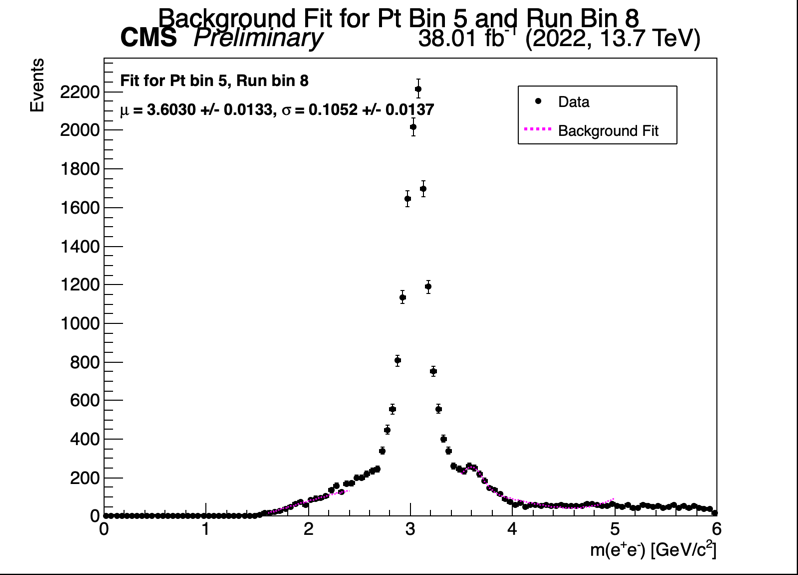 Background Fit for Pt Bin 5 and Run Bin 8
CMS Preliminary 38.01 fb⁻¹ (2022, 13.7 TeV)
Fit for Pt bin 5, Run bin 8
μ = 3.6030 +/- 0.0133, σ = 0.1052 +/- 0.0137
Data
Background Fit
Events
2200
2000
1800
1600
1400
1200
1000
800
600
400
200
0
0 1 2 3 4 5 6
m(e⁺e⁻) [GeV/c²]